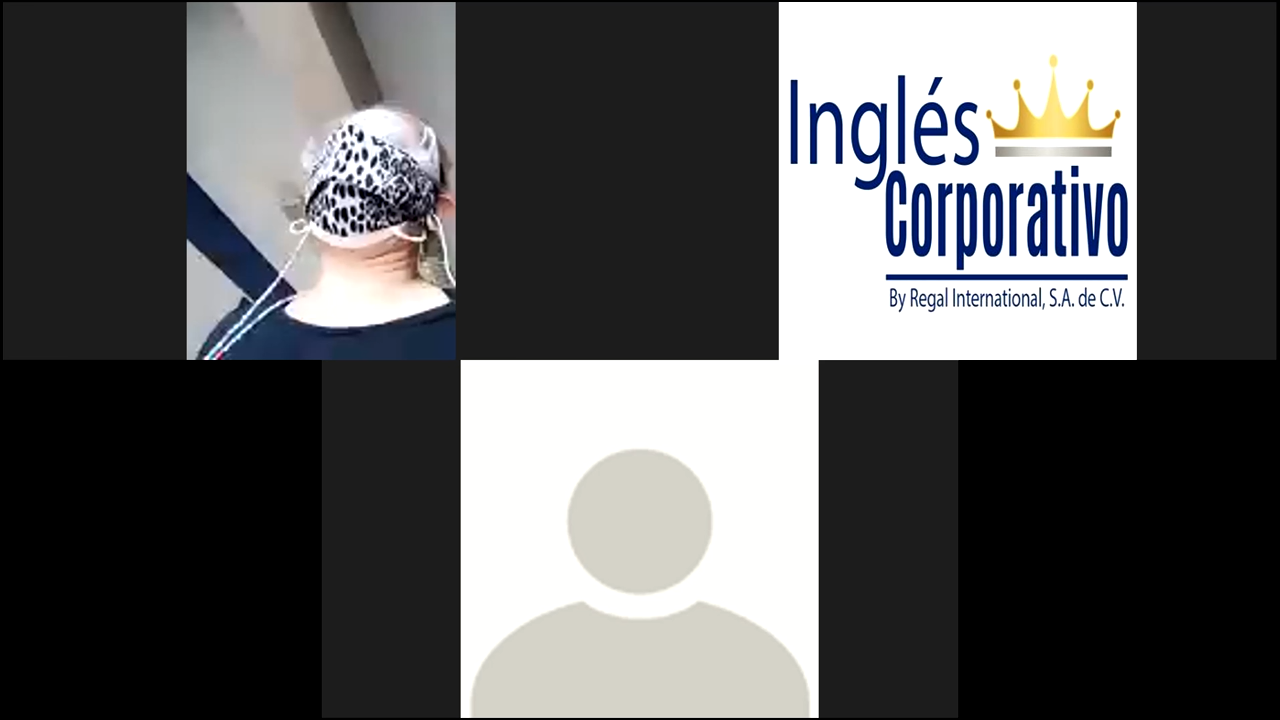 Inglés
Corporativo
By Regal International, S.A. de C.V.